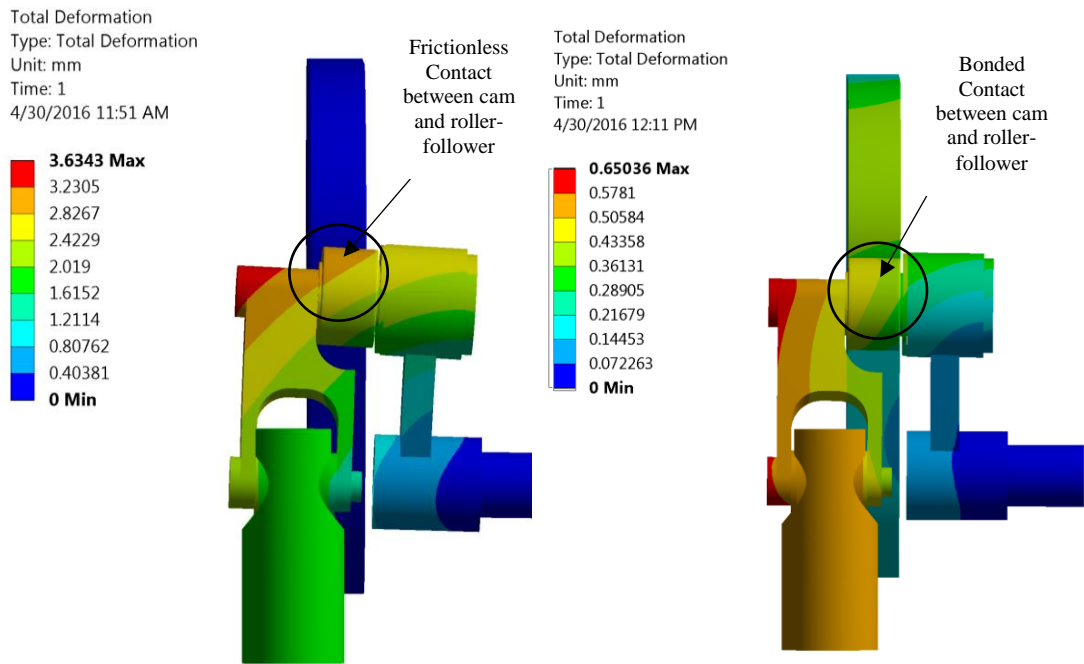 Total Deformation
Type: Total Deformation
Unit: mm
Time: 1
4/30/2016 11:51 AM
3.6343 Max
3.2305
2.8267
2.4229
2.019
1.6152
1.2114
0.80762
0.40381
0 Min
Frictionless
Contact
between cam
and roller-
follower
Total Deformation
Type: Total Deformation
Unit: mm
Time: 1
4/30/2016 12:11 PM
0.65036 Max
0.5781
0.50584
0.43358
0.36131
0.28905
0.21679
0.14453
0.072263
0 Min
Bonded
Contact
between cam
and roller-
follower